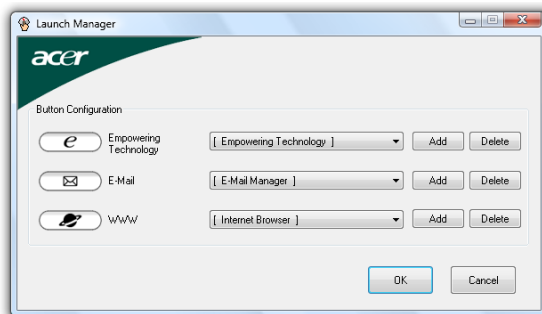 Launch Manager
acer
Button Configuration
e
Empowering
Technology
[ Empowering Technology ]
Add
Delete
E-Mail
[ E-Mail Manager ]
Add
Delete
WWW
[ Internet Browser ]
Add
Delete
OK
Cancel